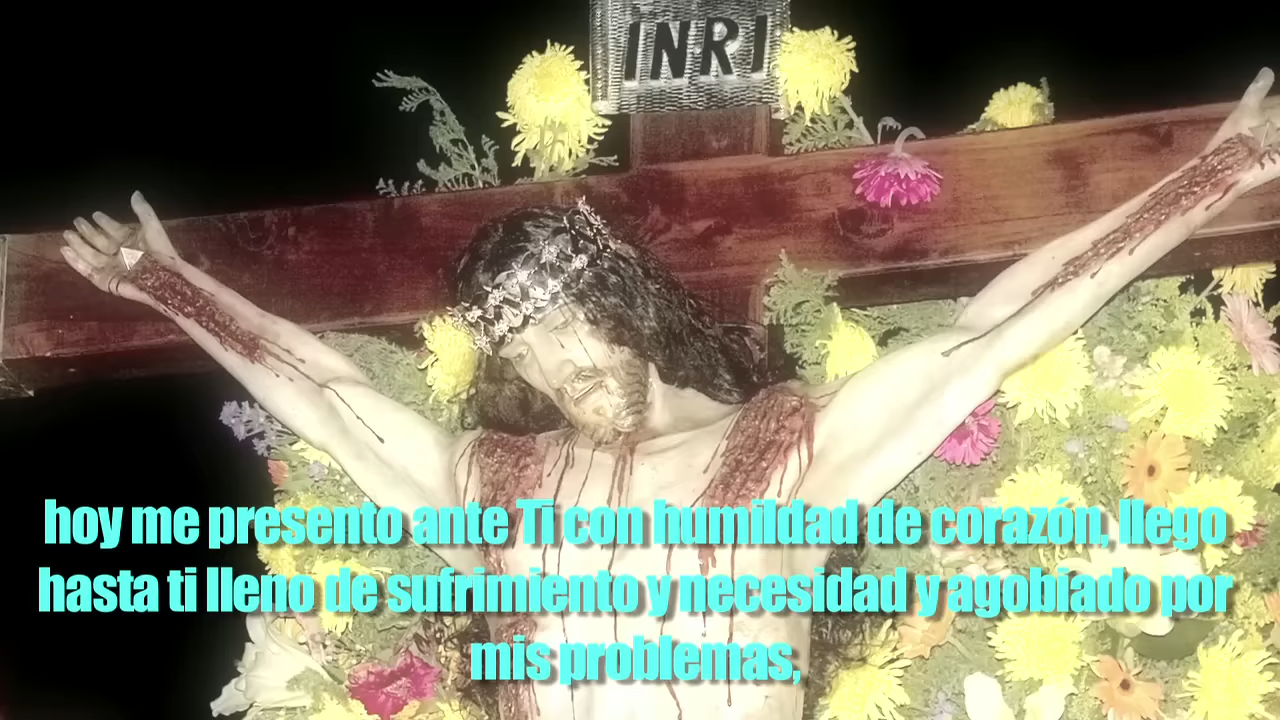 INRI
hoy me presento ante Ti con humildad de corazón, llego
hasta ti lleno de sufrimiento y necesidad y agobiado por
mis problemas,